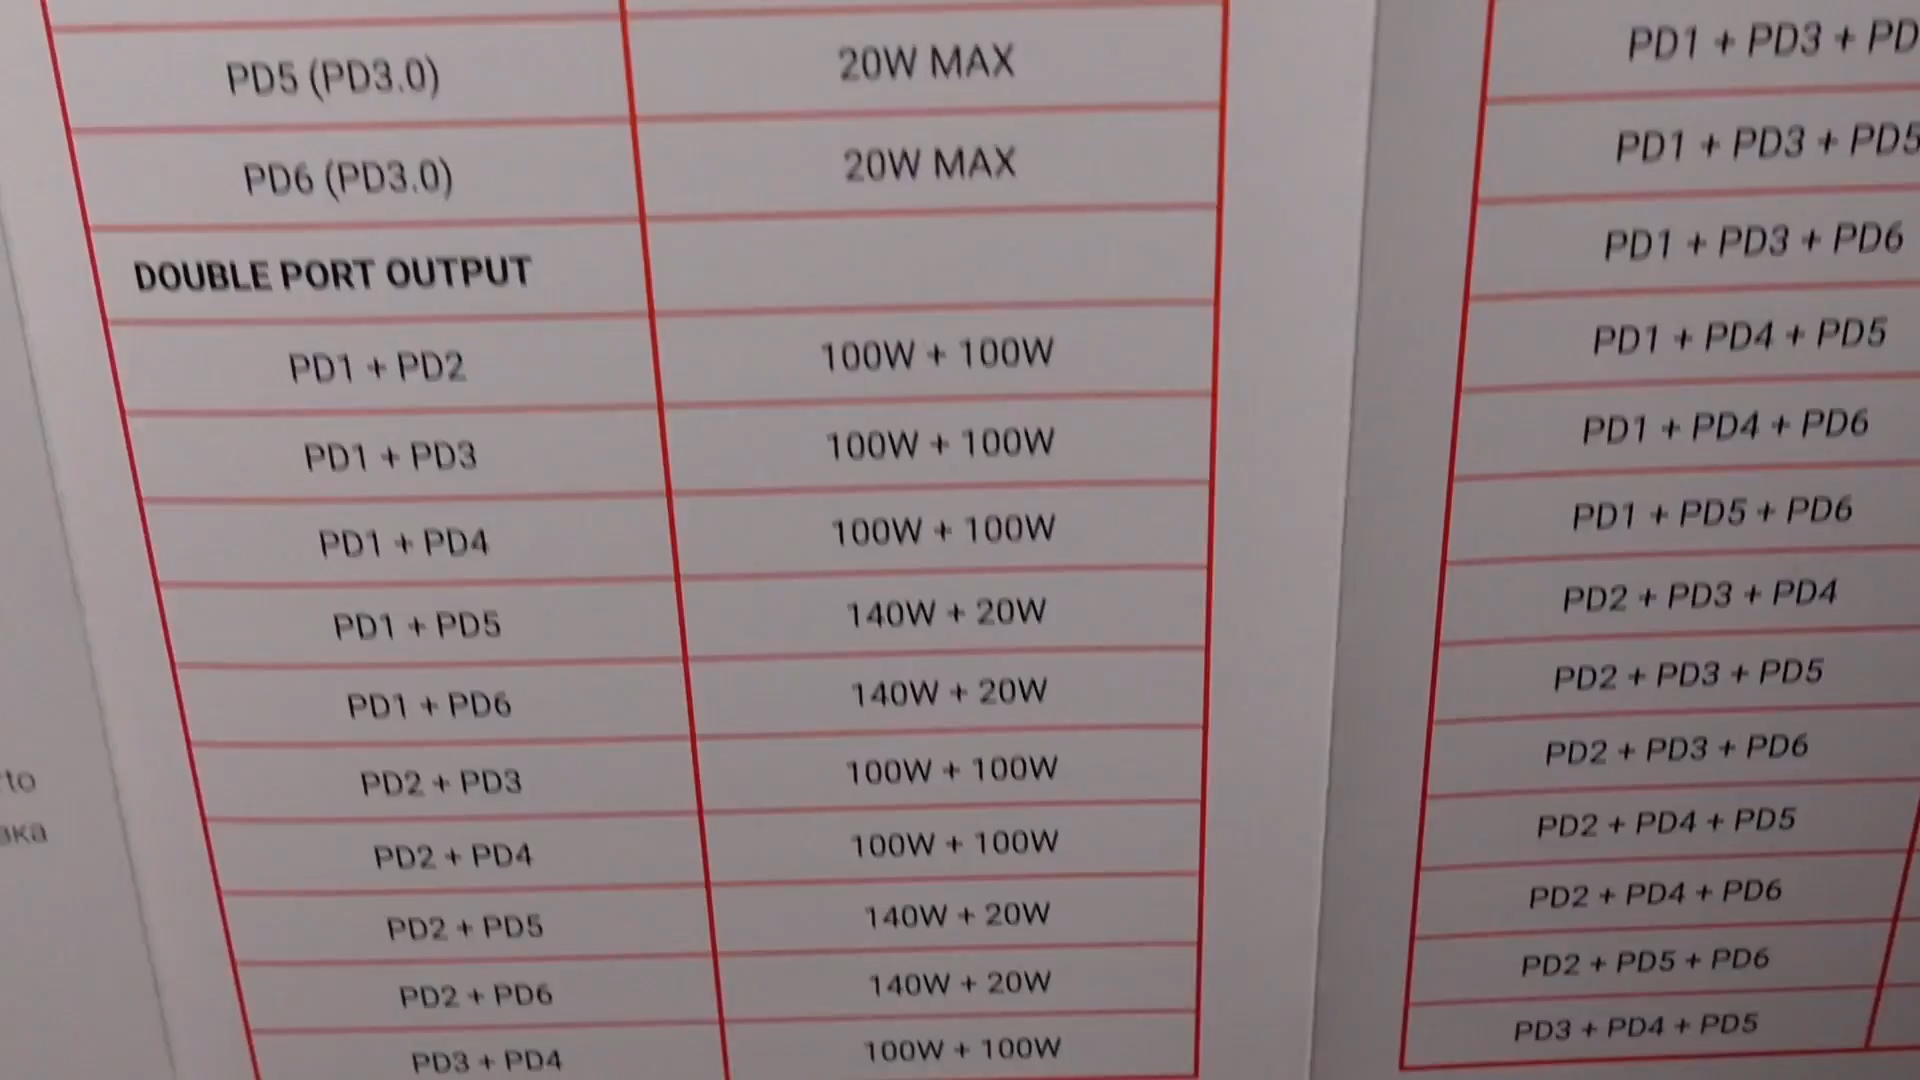 PD5 (PD3.0) 20W MAX
PD6 (PD3.0) 20W MAX
DOUBLE PORT OUTPUT
PD1 + PD2 100W + 100W
PD1 + PD3 100W + 100W
PD1 + PD4 100W + 100W
PD1 + PD5 140W + 20W
PD1 + PD6 140W + 20W
PD2 + PD3 100W + 100W
PD2 + PD4 100W + 100W
PD2 + PD5 140W + 20W
PD2 + PD6 140W + 20W
PD3 + PD4 100W + 100W
PD1 + PD3 + PD
PD1 + PD3 + PD5
PD1 + PD3 + PD6
PD1 + PD4 + PD5
PD1 + PD4 + PD6
PD1 + PD5 + PD6
PD2 + PD3 + PD4
PD2 + PD3 + PD5
PD2 + PD3 + PD6
PD2 + PD4 + PD5
PD2 + PD4 + PD6
PD2 + PD5 + PD6
PD3 + PD4 + PD5